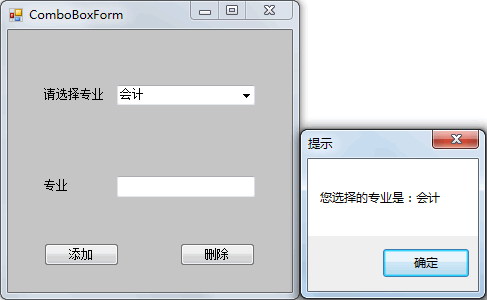 ComboBoxForm
请选择专业 会计
专业
添加 删除
提示
您选择的专业是：会计
确定